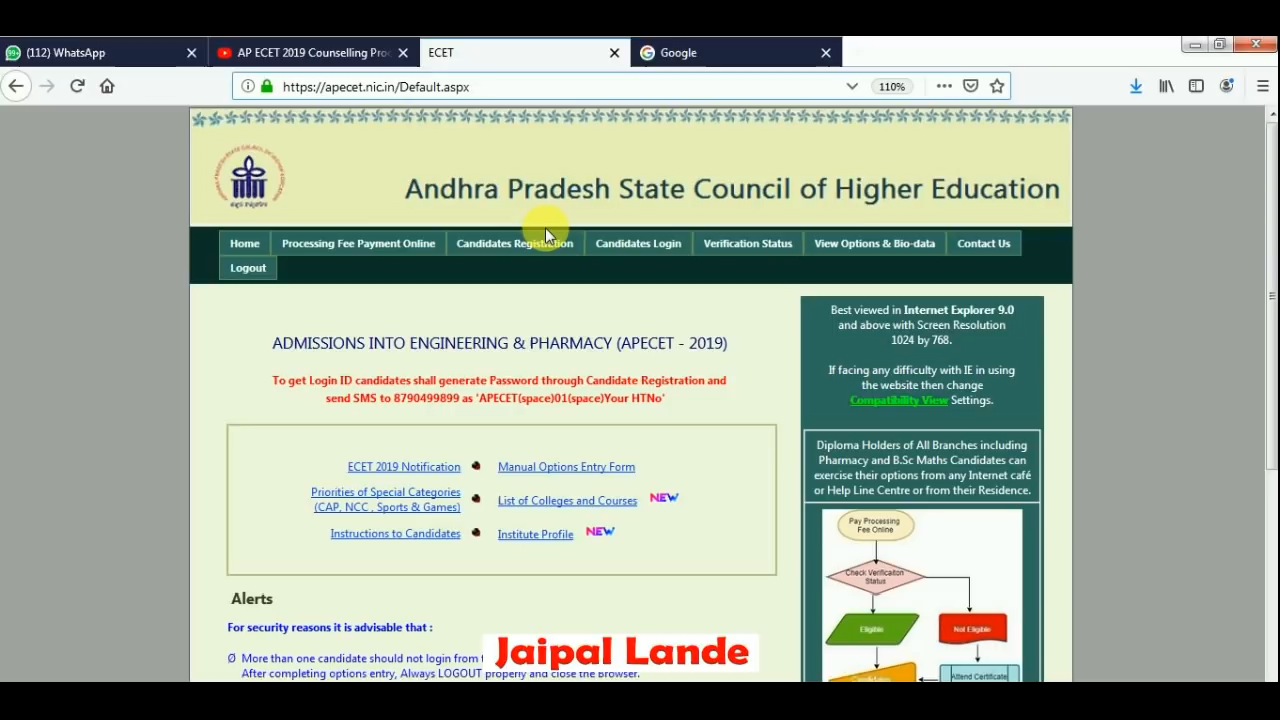 (112) WhatsApp
AP ECET 2019 Counselling Pro
ECET
Google
https://apecet.nic.in/Default.aspx
110%
Andhra Pradesh State Council of Higher Education
Home
Processing Fee Payment Online
Candidates Registration
Candidates Login
Verification Status
View Options & Bio-data
Contact Us
Logout
ADMISSIONS INTO ENGINEERING & PHARMACY (APECET - 2019)
To get Login ID candidates shall generate Password through Candidate Registration and
send SMS to 8790499899 as 'APECET(space)01(space)Your HTNo'
ECET 2019 Notification
Manual Options Entry Form
Priorities of Special Categories
(CAP, NCC , Sports & Games)
List of Colleges and Courses NEW
Instructions to Candidates
Institute Profile NEW
Alerts
For security reasons it is advisable that :
Ø More than one candidate should not login from
After completing options entry, Always LOGOUT properly and close the browser.
Best viewed in Internet Explorer 9.0
and above with Screen Resolution
1024 by 768.
If facing any difficulty with IE in using
the website then change
Compatibility View Settings.
Diploma Holders of All Branches including
Pharmacy and B.Sc Maths Candidates can
exercise their options from any Internet café
or Help Line Centre or from their Residence.
Pay Processing
Fee Online
Check Verificaiton
Status
Eligible
Not Eligible
Candidates
Attend Certificate
Jaipal Lande